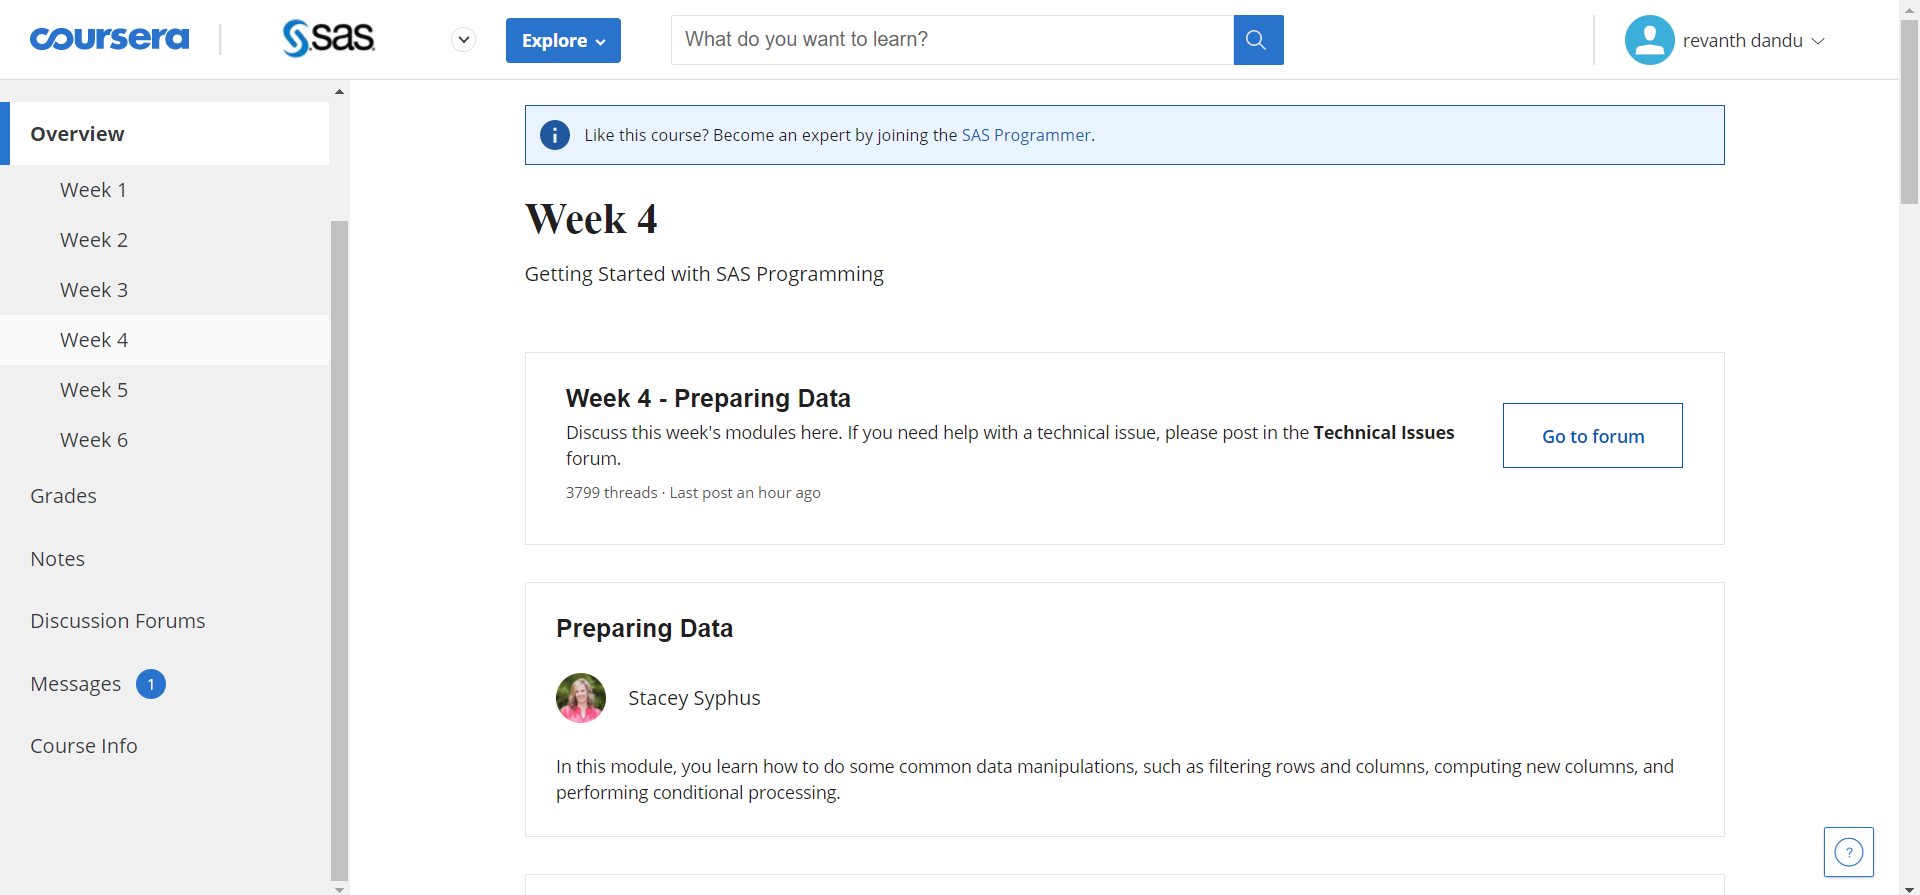 coursera
sas
Explore
What do you want to learn?
revanth dandu
Overview
Week 1
Week 2
Week 3
Week 4
Week 5
Week 6
Grades
Notes
Discussion Forums
Messages 1
Course Info
i Like this course? Become an expert by joining the SAS Programmer.
Week 4
Getting Started with SAS Programming
Week 4 - Preparing Data
Discuss this week's modules here. If you need help with a technical issue, please post in the Technical Issues
forum.
3799 threads · Last post an hour ago
Go to forum
Preparing Data
Stacey Syphus
In this module, you learn how to do some common data manipulations, such as filtering rows and columns, computing new columns, and
performing conditional processing.
?